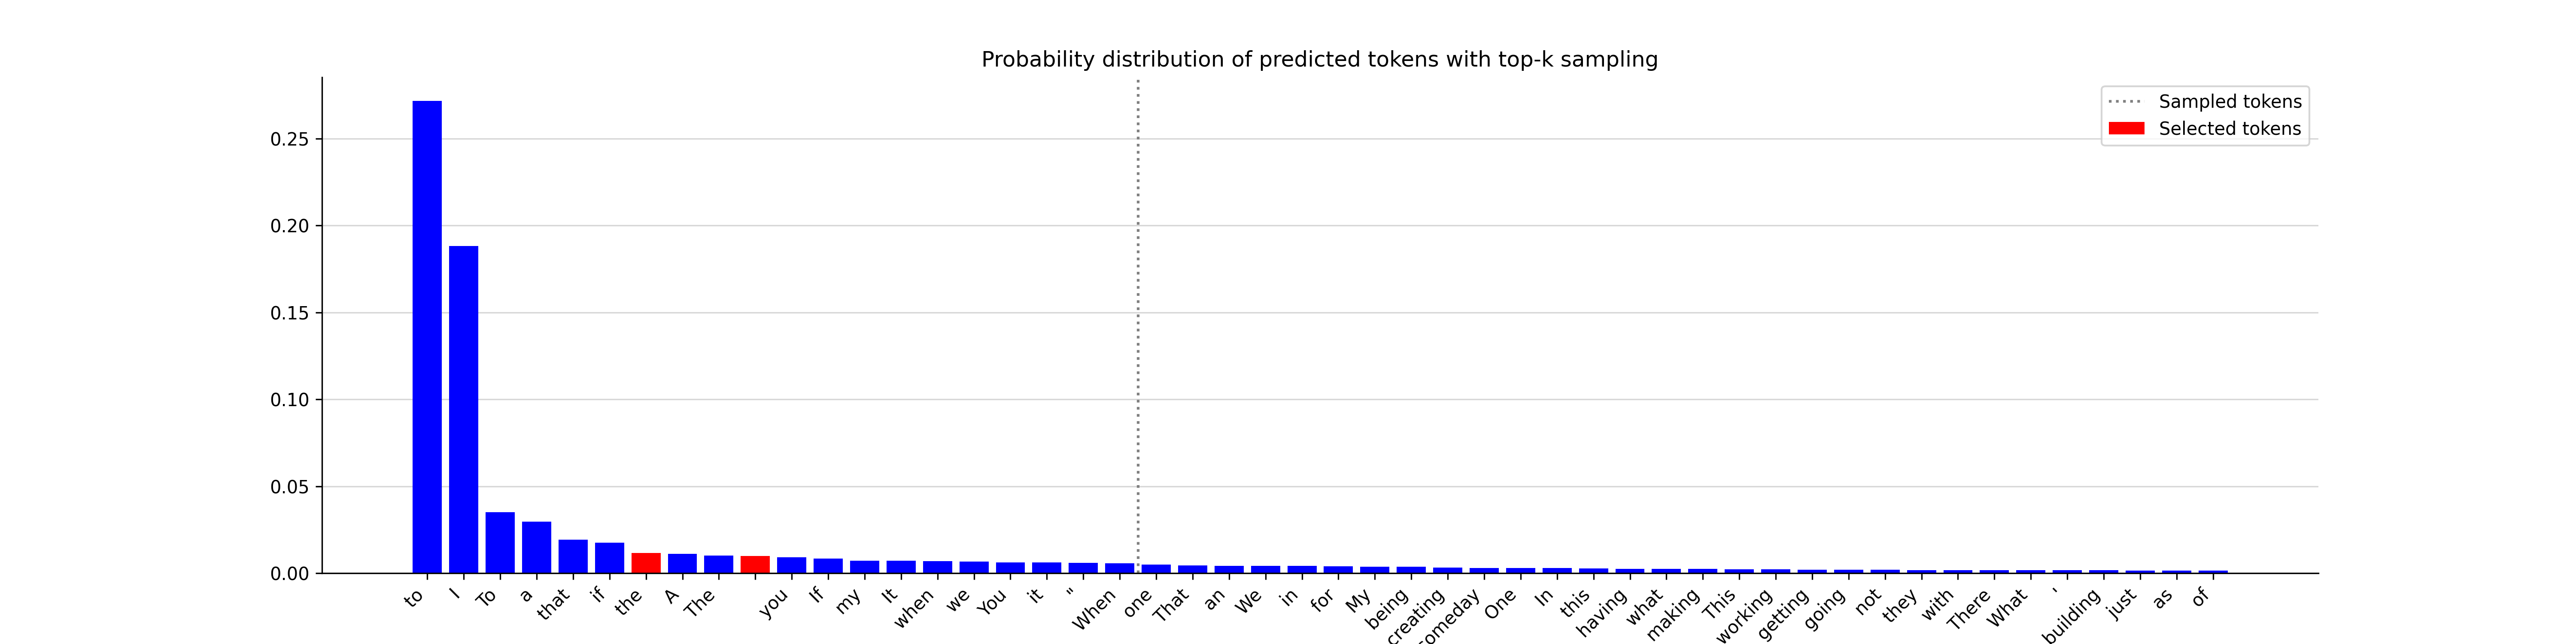 Probability distribution of predicted tokens with top-k sampling
Sampled tokens
Selected tokens
0.25
0.20
0.15
0.10
0.05
0.00
to I To a that if the A The you If my It when we You it " When one That an We in for My being creating someday One In this having what making This working getting going not they with There What ' building just as of